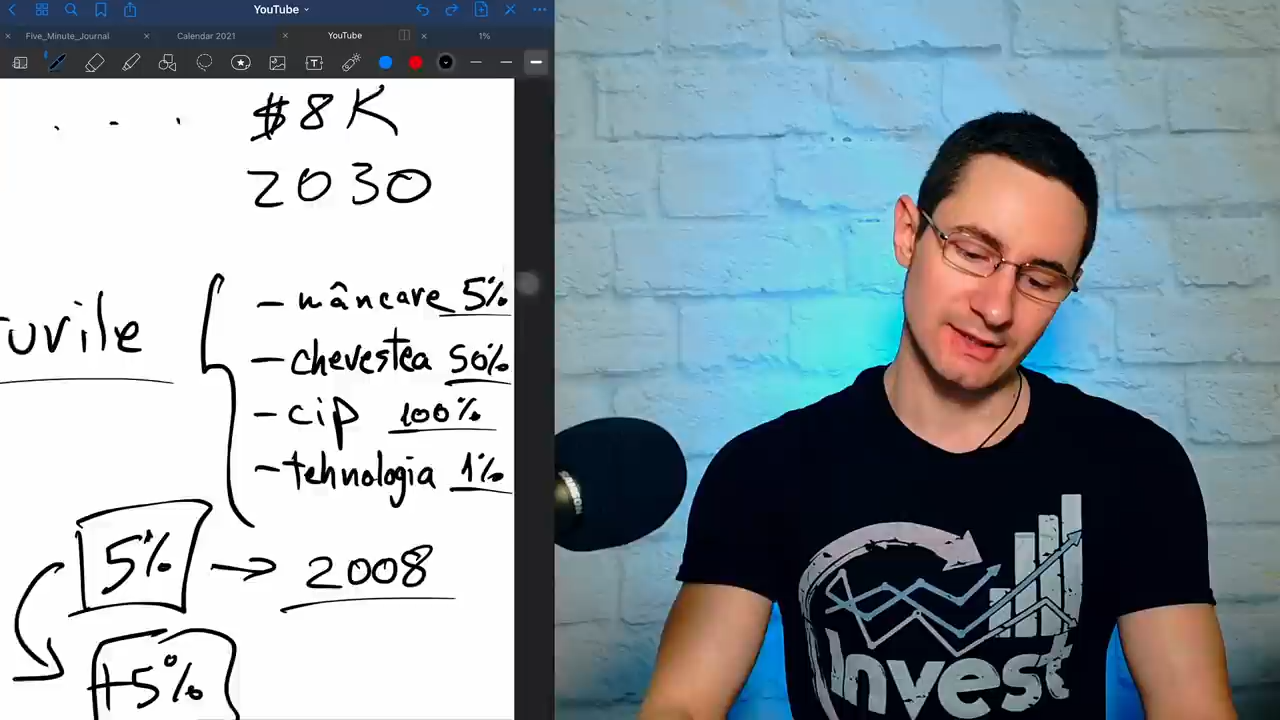 YouTube
Five_Minute_Journal
Calendar 2021
YouTube
1%
$8K
2030
- mâncare 5%
urile
- cherestea 50%
- cip 100%
- tehnologia 1%
5% → 2008
+5%
Invest